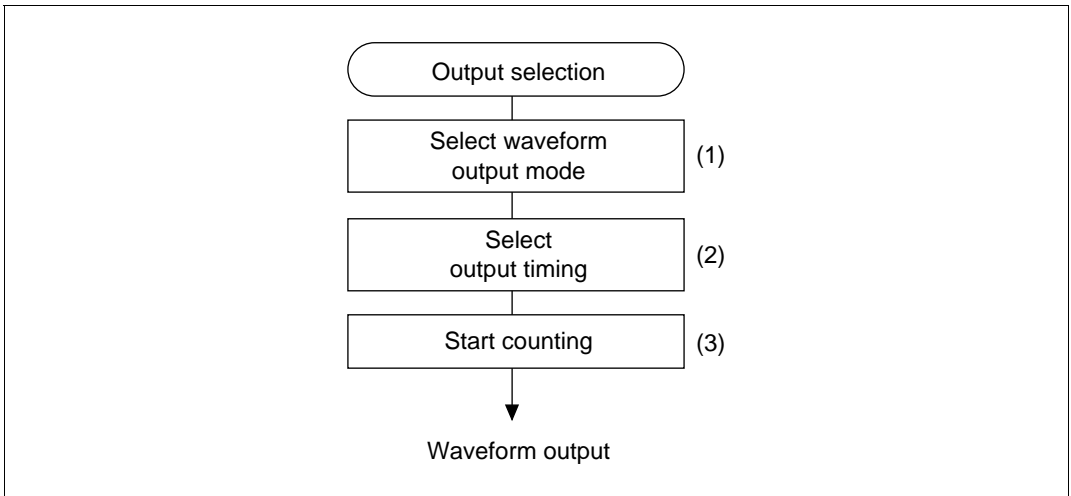 Output selection
Select waveform
output mode
(1)
Select
output timing
(2)
Start counting
(3)
Waveform output